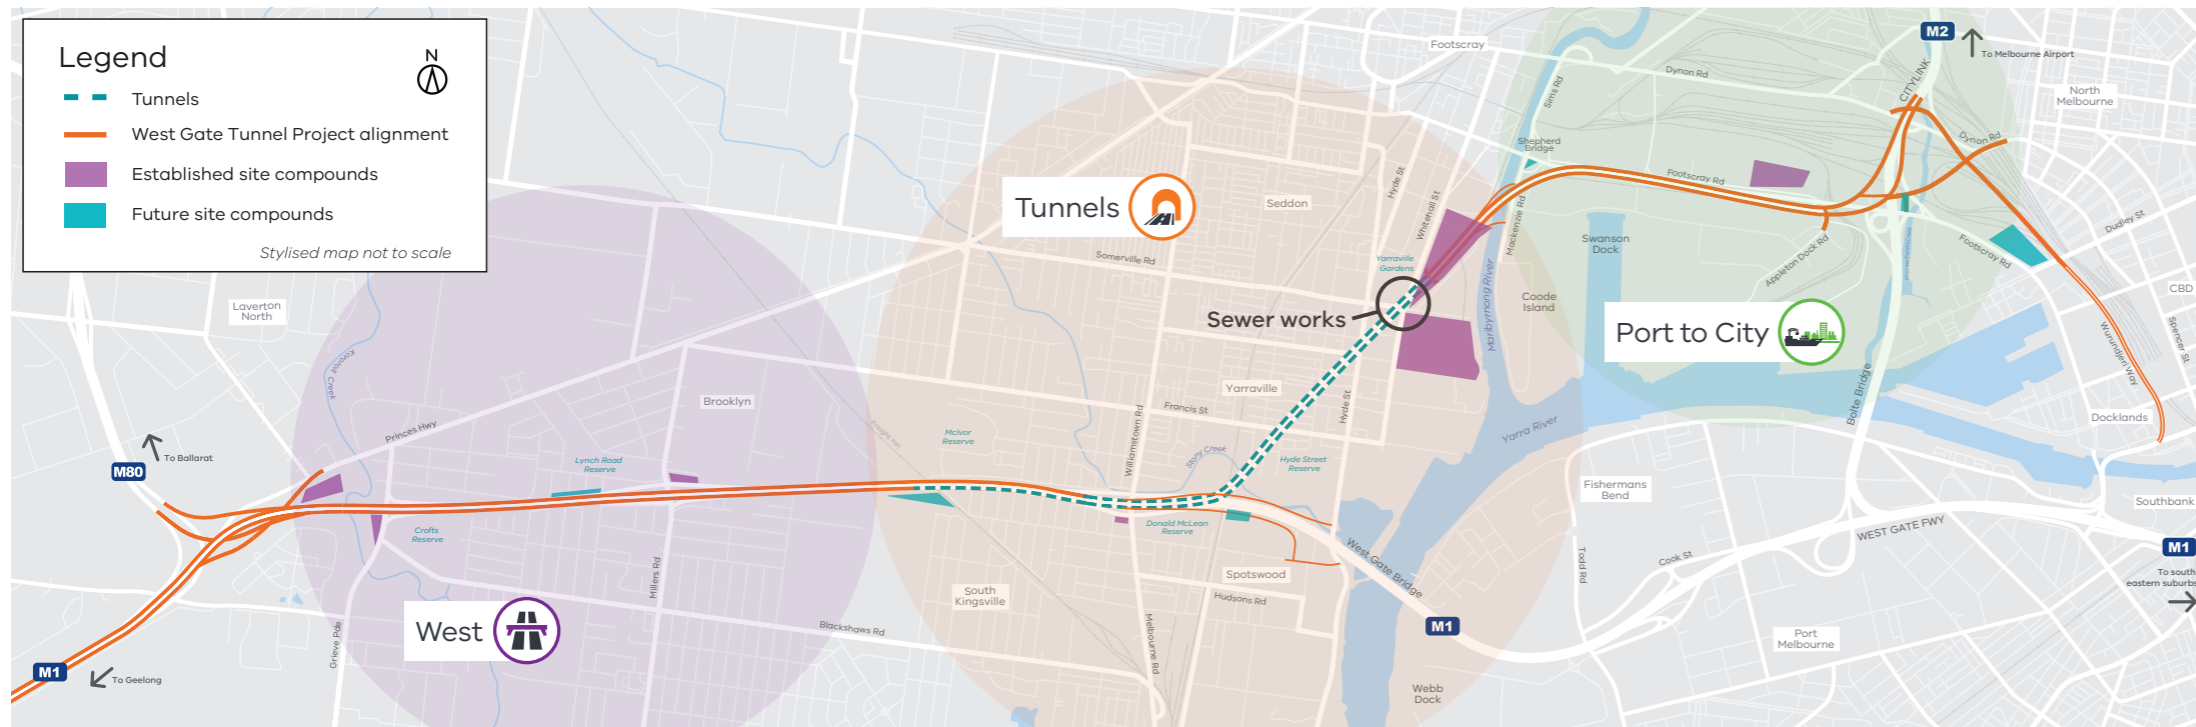 Legend
N
Tunnels
West Gate Tunnel Project alignment
Established site compounds
Future site compounds
Stylised map not to scale
M2
To Melbourne Airport
CITYLINK
Footscray
Dynon Rd
Sims Rd
North
Melbourne
Dynon Rd
Shepherd
Bridge
Footscray Rd
Hyde St
Whitehall St
Mackenzie Rd
Seddon
Tunnels
Somerville Rd
Yarraville
Gardens
Swanson
Dock
Appleton Dock Rd
Footscray Rd
Dudley St
Maribyrnong River
Coode
Island
Sewer works
Port to City
CBD
Spencer St
Wurundjeri Way
Laverton
North
Koroit Creek
Brooklyn
Yarraville
Francis St
Hyde St
Bolte Bridge
Docklands
Princes Hwy
Freight rail
McIvor
Reserve
Williamstown Rd
Stony Creek
Yarra River
Hyde Street
Reserve
M80
To Ballarat
Lynch Road
Reserve
Fishermans
Bend
Southbank
Crofts
Reserve
Donald McLean
Reserve
West Gate Bridge
WEST GATE FWY
M1
To south
eastern suburbs
Todd Rd
Cook St
Millers Rd
Spotswood
South
Kingsville
Hudsons Rd
Melbourne Rd
West
Grieve Pde
Blackshaws Rd
M1
Port
Melbourne
M1
To Geelong
Webb
Dock